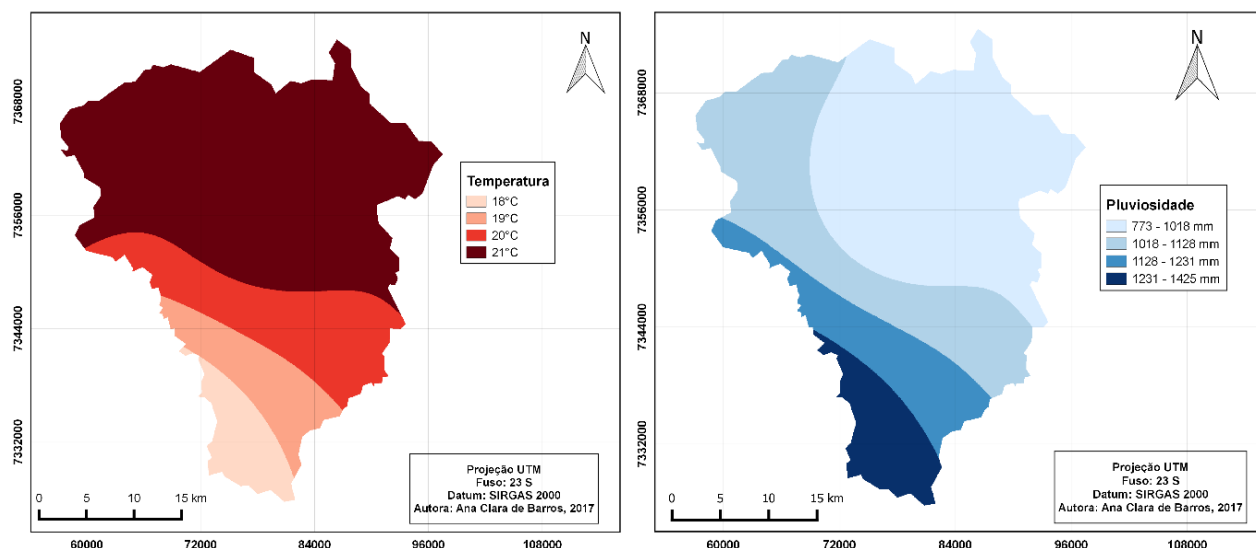 N
7368000
7356000
7344000
7332000
Temperatura
18°C
19°C
20°C
21°C
0 5 10 15 km
Projeção UTM
Fuso: 23 S
Datum: SIRGAS 2000
Autora: Ana Clara de Barros, 2017
60000 72000 84000 96000 108000
N
7368000
7356000
7344000
7332000
Pluviosidade
773 - 1018 mm
1018 - 1128 mm
1128 - 1231 mm
1231 - 1425 mm
0 5 10 15 km
Projeção UTM
Fuso: 23 S
Datum: SIRGAS 2000
Autora: Ana Clara de Barros, 2017
60000 72000 84000 96000 108000